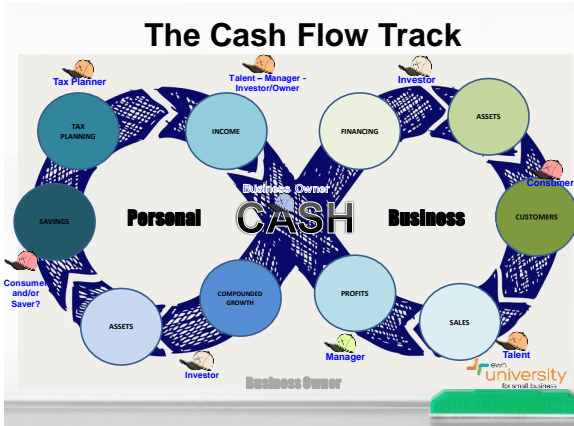 The Cash Flow Track
Tax Planner
Talent – Manager -
Investor/Owner
Investor
TAX
PLANNING
INCOME
FINANCING
ASSETS
Consumer
Business Owner
SAVINGS
Personal
CASH
Business
CUSTOMERS
Consumer
and/or
Saver?
ASSETS
COMPOUNDED
GROWTH
PROFITS
SALES
Investor
Manager
Talent
Business Owner
ewn
university
for small business